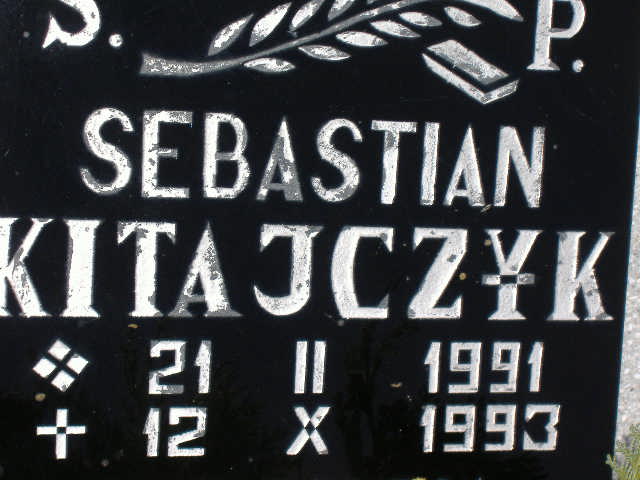 Ś. P.
SEBASTIAN
KITAJCZYK
21 II 1991
12 X 1993